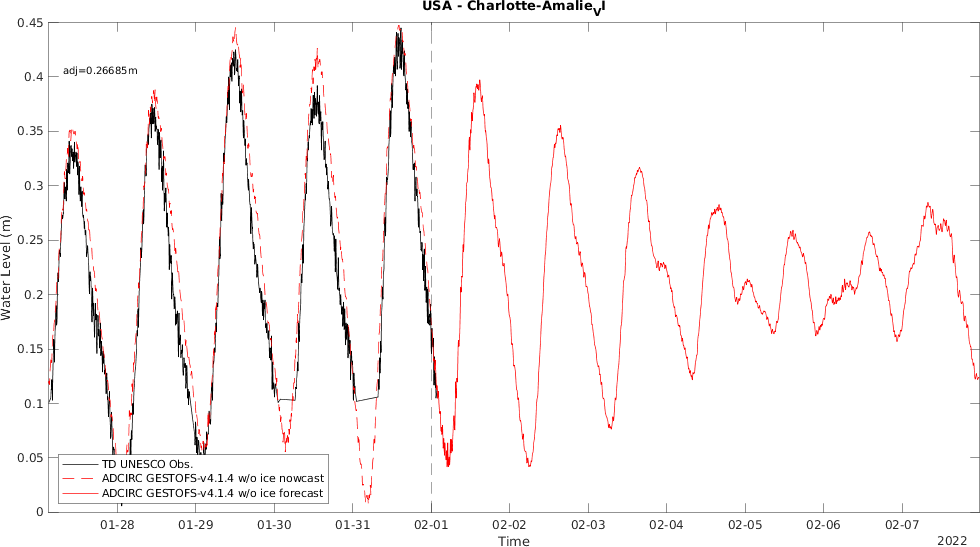 USA - Charlotte-AmalieVI
0.45
0.4
0.35
0.3
0.25
0.2
0.15
0.1
0.05
0
Water Level (m)
adj=0.26685m
TD UNESCO Obs.
ADCIRC GESTOFS-v4.1.4 w/o ice nowcast
ADCIRC GESTOFS-v4.1.4 w/o ice forecast
01-28 01-29 01-30 01-31 02-01 02-02 02-03 02-04 02-05 02-06 02-07
Time
2022